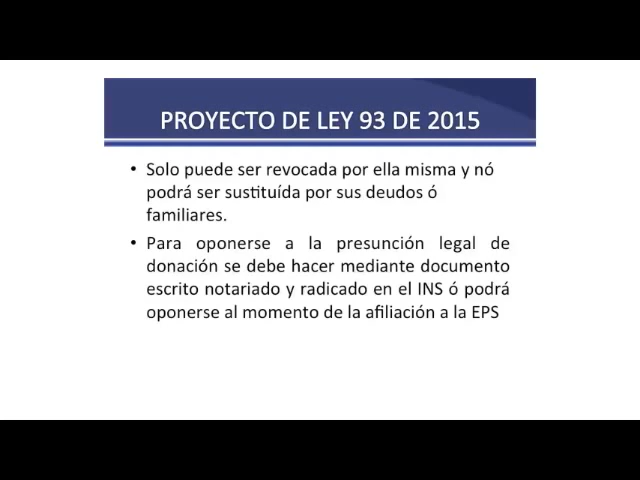 PROYECTO DE LEY 93 DE 2015
• Solo puede ser revocada por ella misma y nó
podrá ser sustituída por sus deudos ó
familiares.
• Para oponerse a la presunción legal de
donación se debe hacer mediante documento
escrito notariado y radicado en el INS ó podrá
oponerse al momento de la afiliación a la EPS